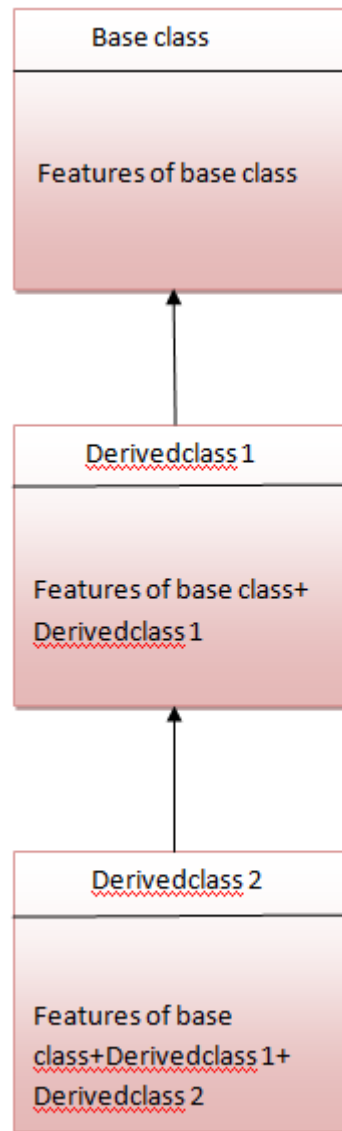 Base class
Features of base class
Derivedclass 1
Features of base class+
Derivedclass 1
Derivedclass 2
Features of base
class+Derivedclass 1+
Derivedclass 2